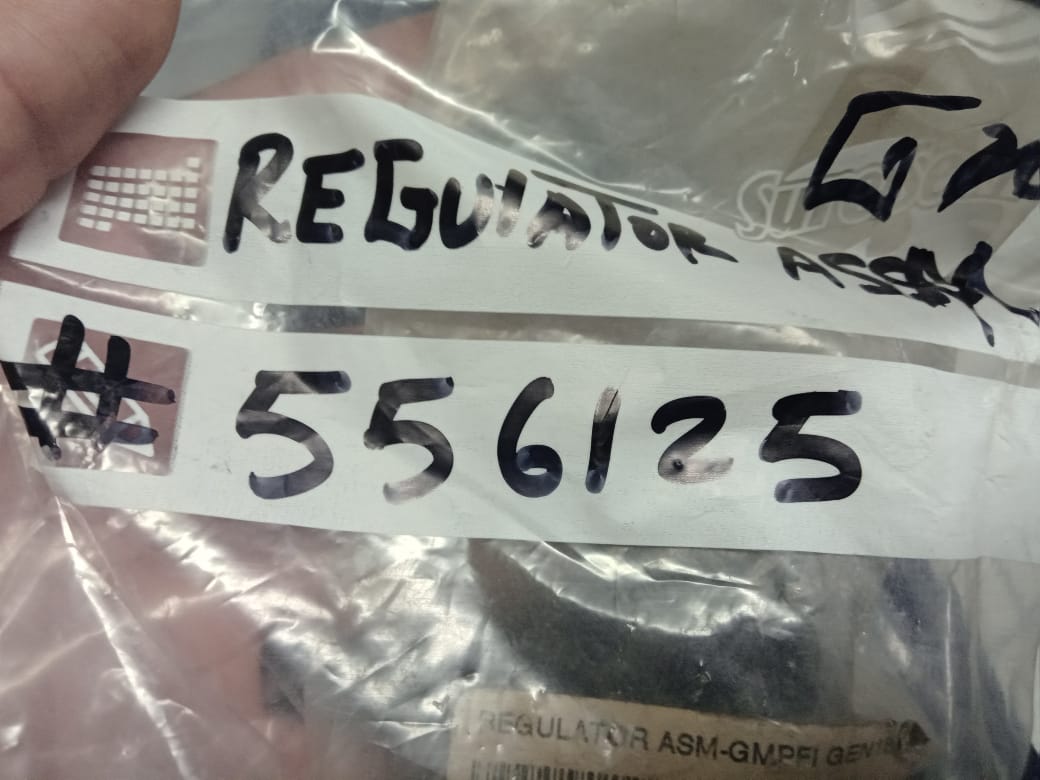 REGULATOR ASSY
# 556125
REGULATOR ASM-GMPFI